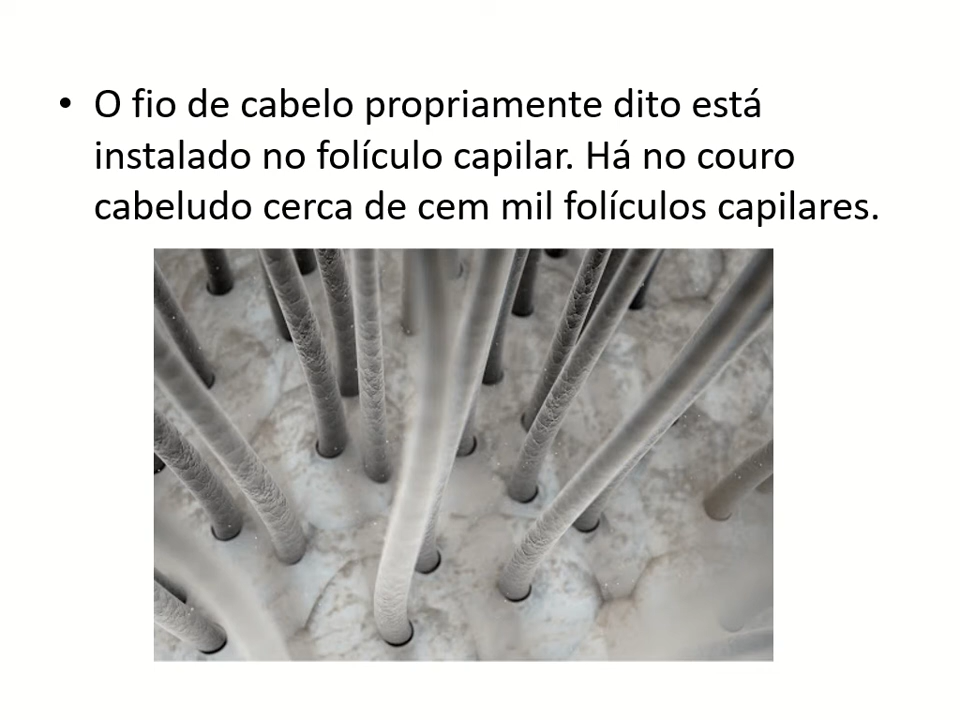 • O fio de cabelo propriamente dito está
instalado no folículo capilar. Há no couro
cabeludo cerca de cem mil folículos capilares.